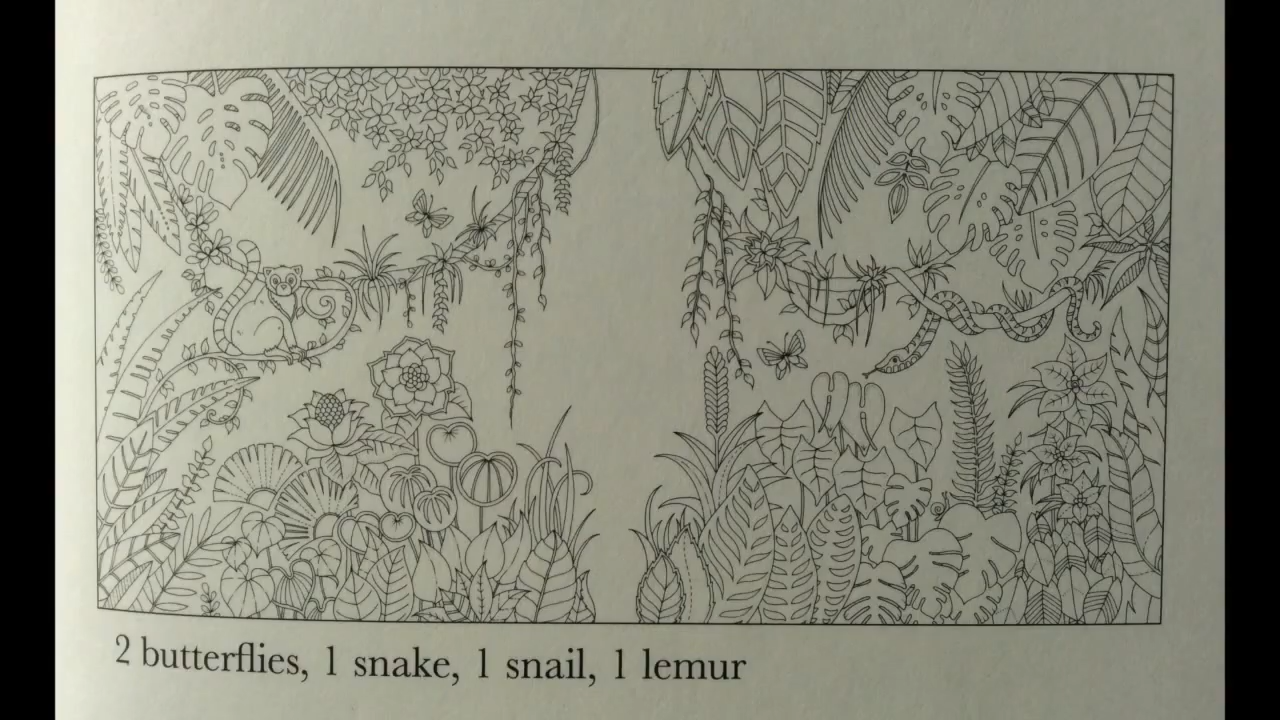 2 butterflies, 1 snake, 1 snail, 1 lemur